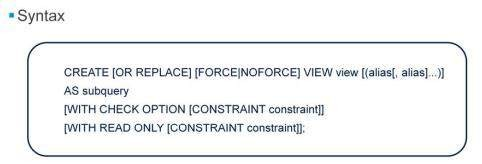 Syntax
CREATE [OR REPLACE] [FORCE|NOFORCE] VIEW view [(alias[, alias]...)]
AS subquery
[WITH CHECK OPTION [CONSTRAINT constraint]]
[WITH READ ONLY [CONSTRAINT constraint]];